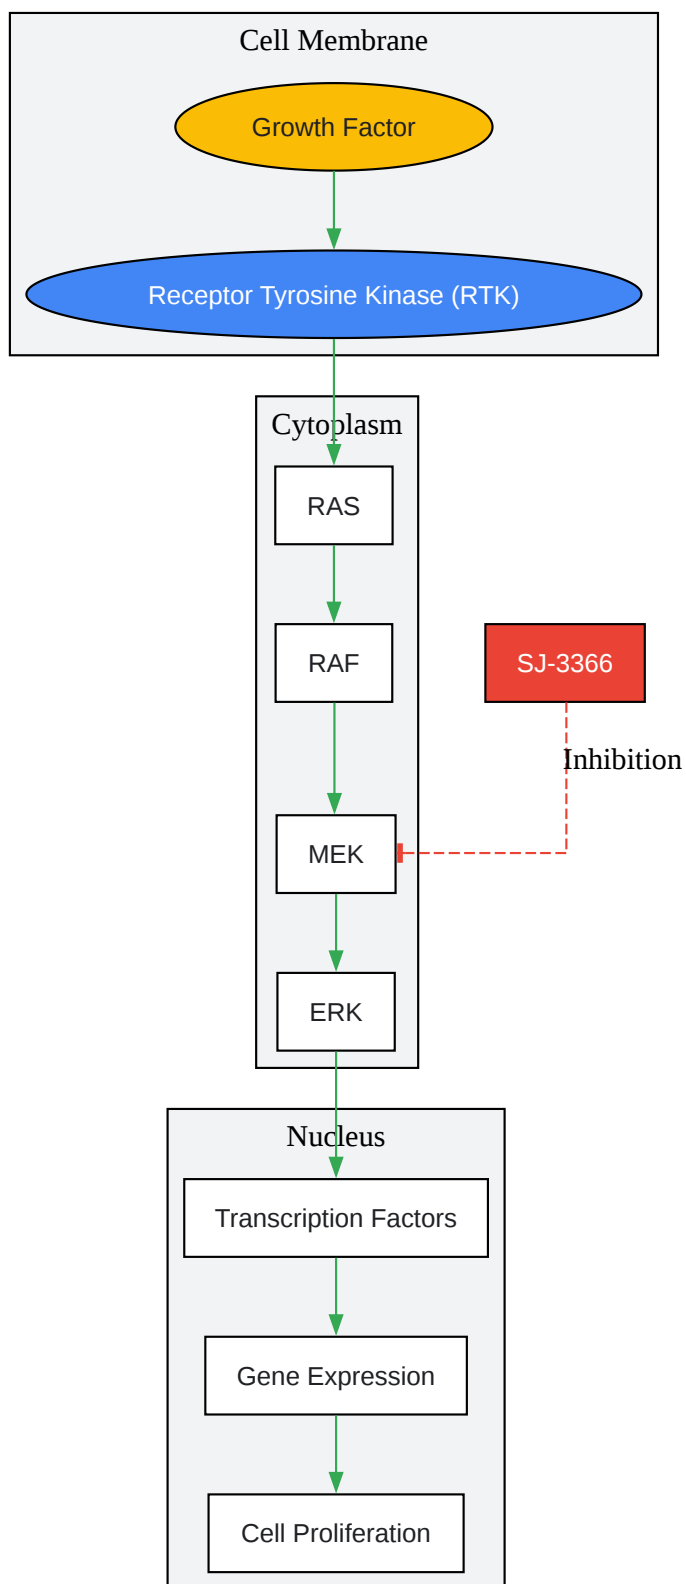 Cell Membrane
Growth Factor
Receptor Tyrosine Kinase (RTK)
Cytoplasm
RAS
RAF
SJ-3366
Inhibition
MEK
ERK
Nucleus
Transcription Factors
Gene Expression
Cell Proliferation